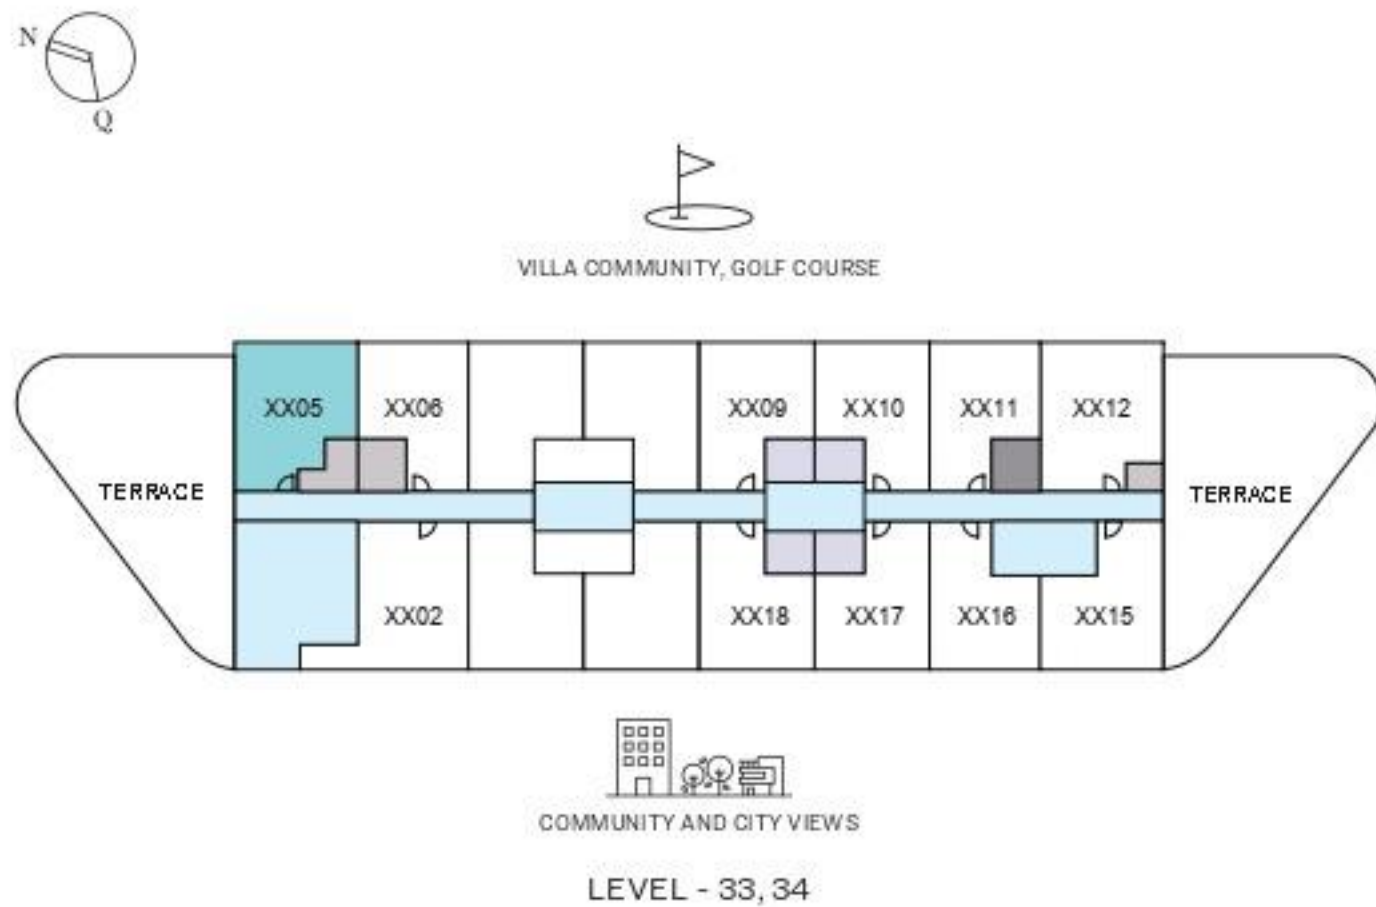 N
Q
VILLA COMMUNITY, GOLF COURSE
XX05 XX06 XX09 XX10 XX11 XX12
TERRACE TERRACE
XX02 XX18 XX17 XX16 XX15
COMMUNITY AND CITY VIEWS
LEVEL - 33, 34